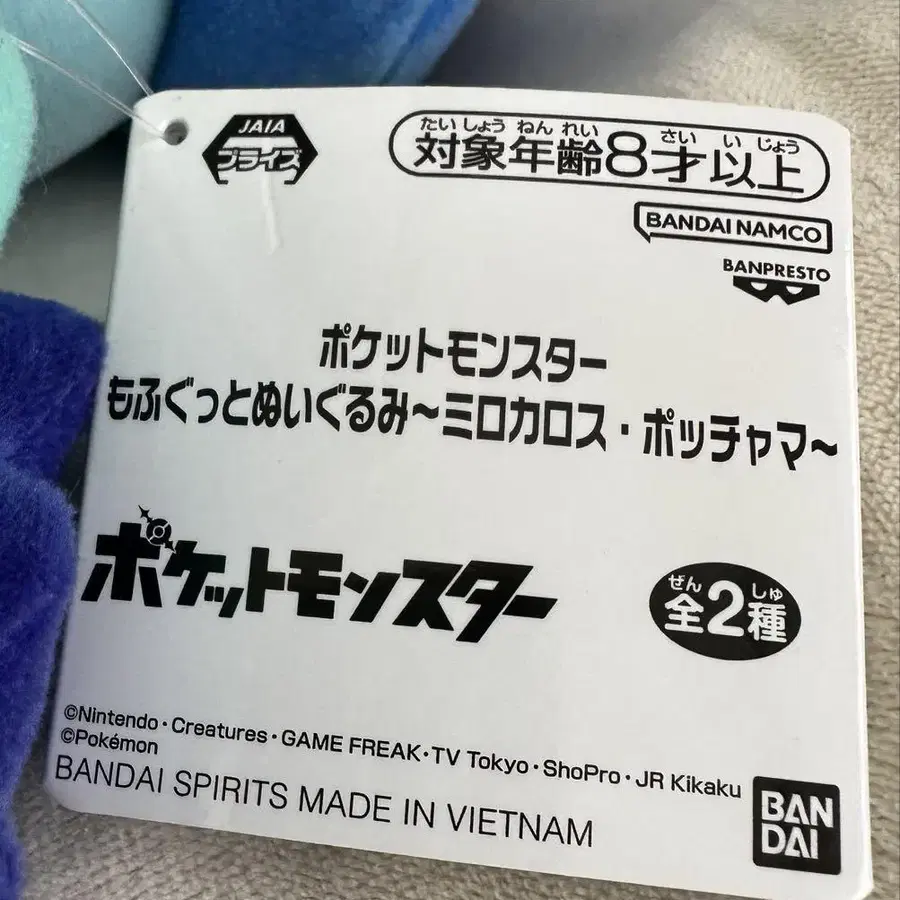 JAIA
プライズ
たいしょうねんれい さいいじょう
対象年齢8才以上
BANDAI NAMCO
BANPRESTO
ポケットモンスター
もふぐっとぬいぐるみ~ミロカロス・ポッチャマ~
ポケットモンスター
ぜん しゅ
全2種
©Nintendo・Creatures・GAME FREAK・TV Tokyo・ShoPro・JR Kikaku
©Pokémon
BANDAI SPIRITS MADE IN VIETNAM
BAN
DAI